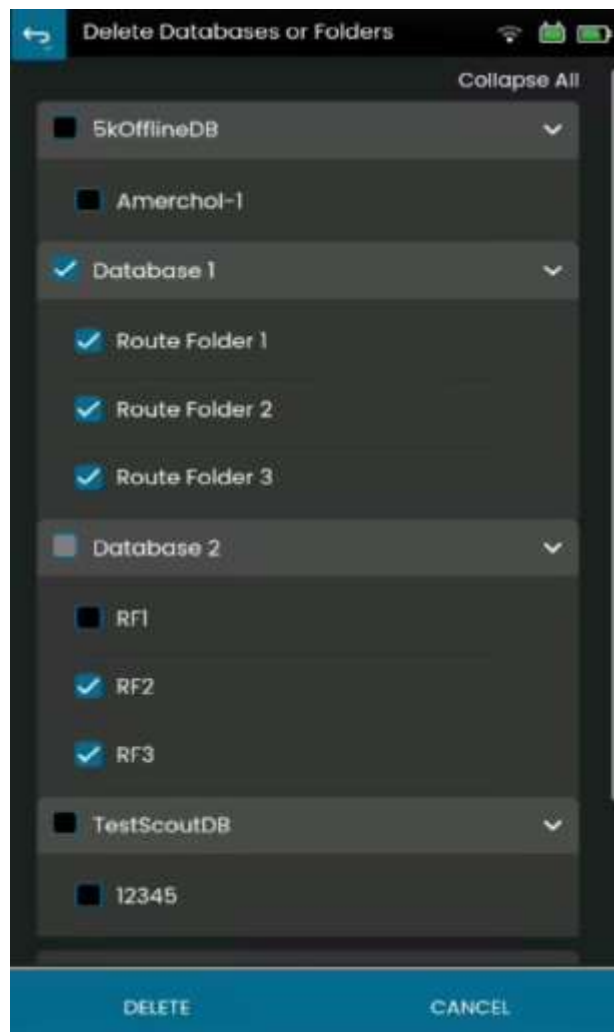 Delete Databases or Folders
Collapse All
5kOfflineDB
Amerchol-1
Database 1
Route Folder 1
Route Folder 2
Route Folder 3
Database 2
RF1
RF2
RF3
TestScoutDB
12345
DELETE CANCEL